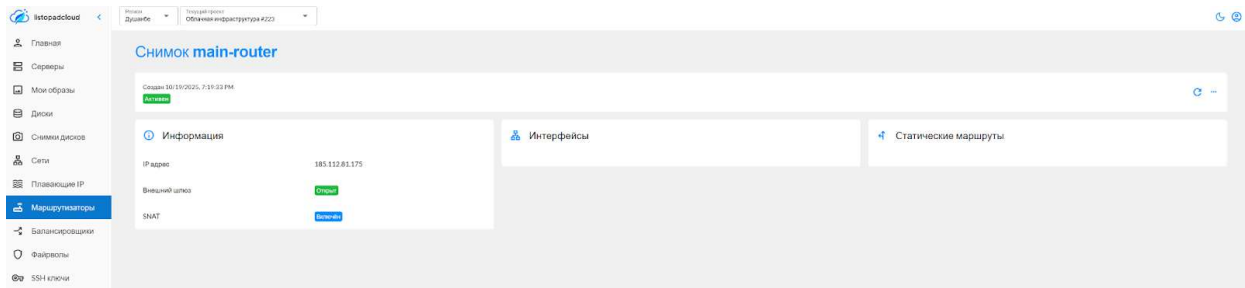 listopadcloud
Регион
Душанбе
Текущий проект
Облачная инфраструктура #223
Главная
Серверы
Мои образы
Диски
Снимки дисков
Сети
Плавающие IP
Маршрутизаторы
Балансировщики
Файрволы
SSH ключи
Снимок main-router
Создан 10/19/2025, 7:19:33 PM
Активен
Информация
IP адрес 185.112.81.175
Внешний шлюз Открыт
SNAT Включён
Интерфейсы
Статические маршруты